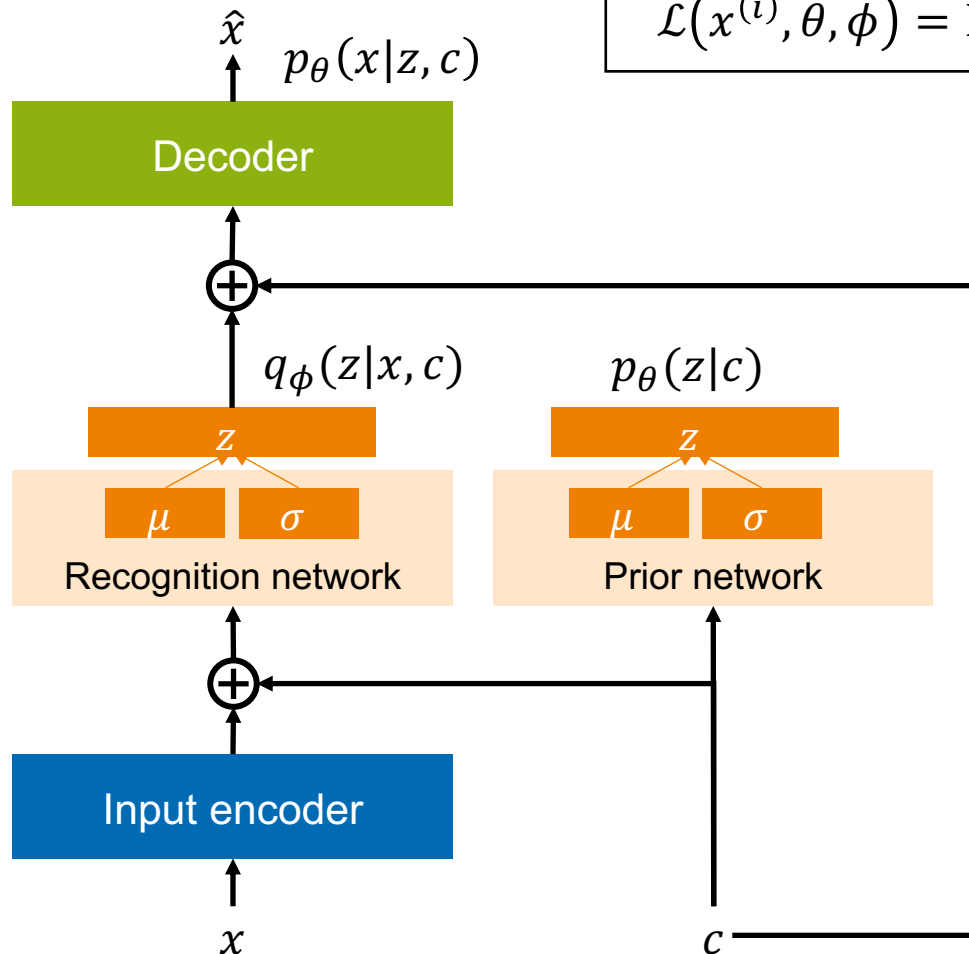 x̂
p_θ(x|z, c)
ℒ(x^(i), θ, ϕ) =
Decoder
q_ϕ(z|x, c)
p_θ(z|c)
z
z
μ
σ
μ
σ
Recognition network
Prior network
Input encoder
x
c